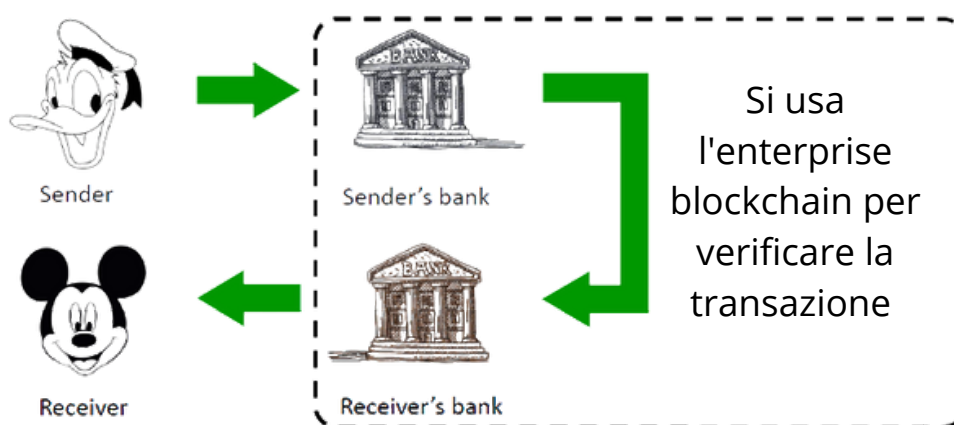 BANK
Sender
Sender's bank
Si usa
l'enterprise
blockchain per
verificare la
transazione
BANK
Receiver
Receiver's bank